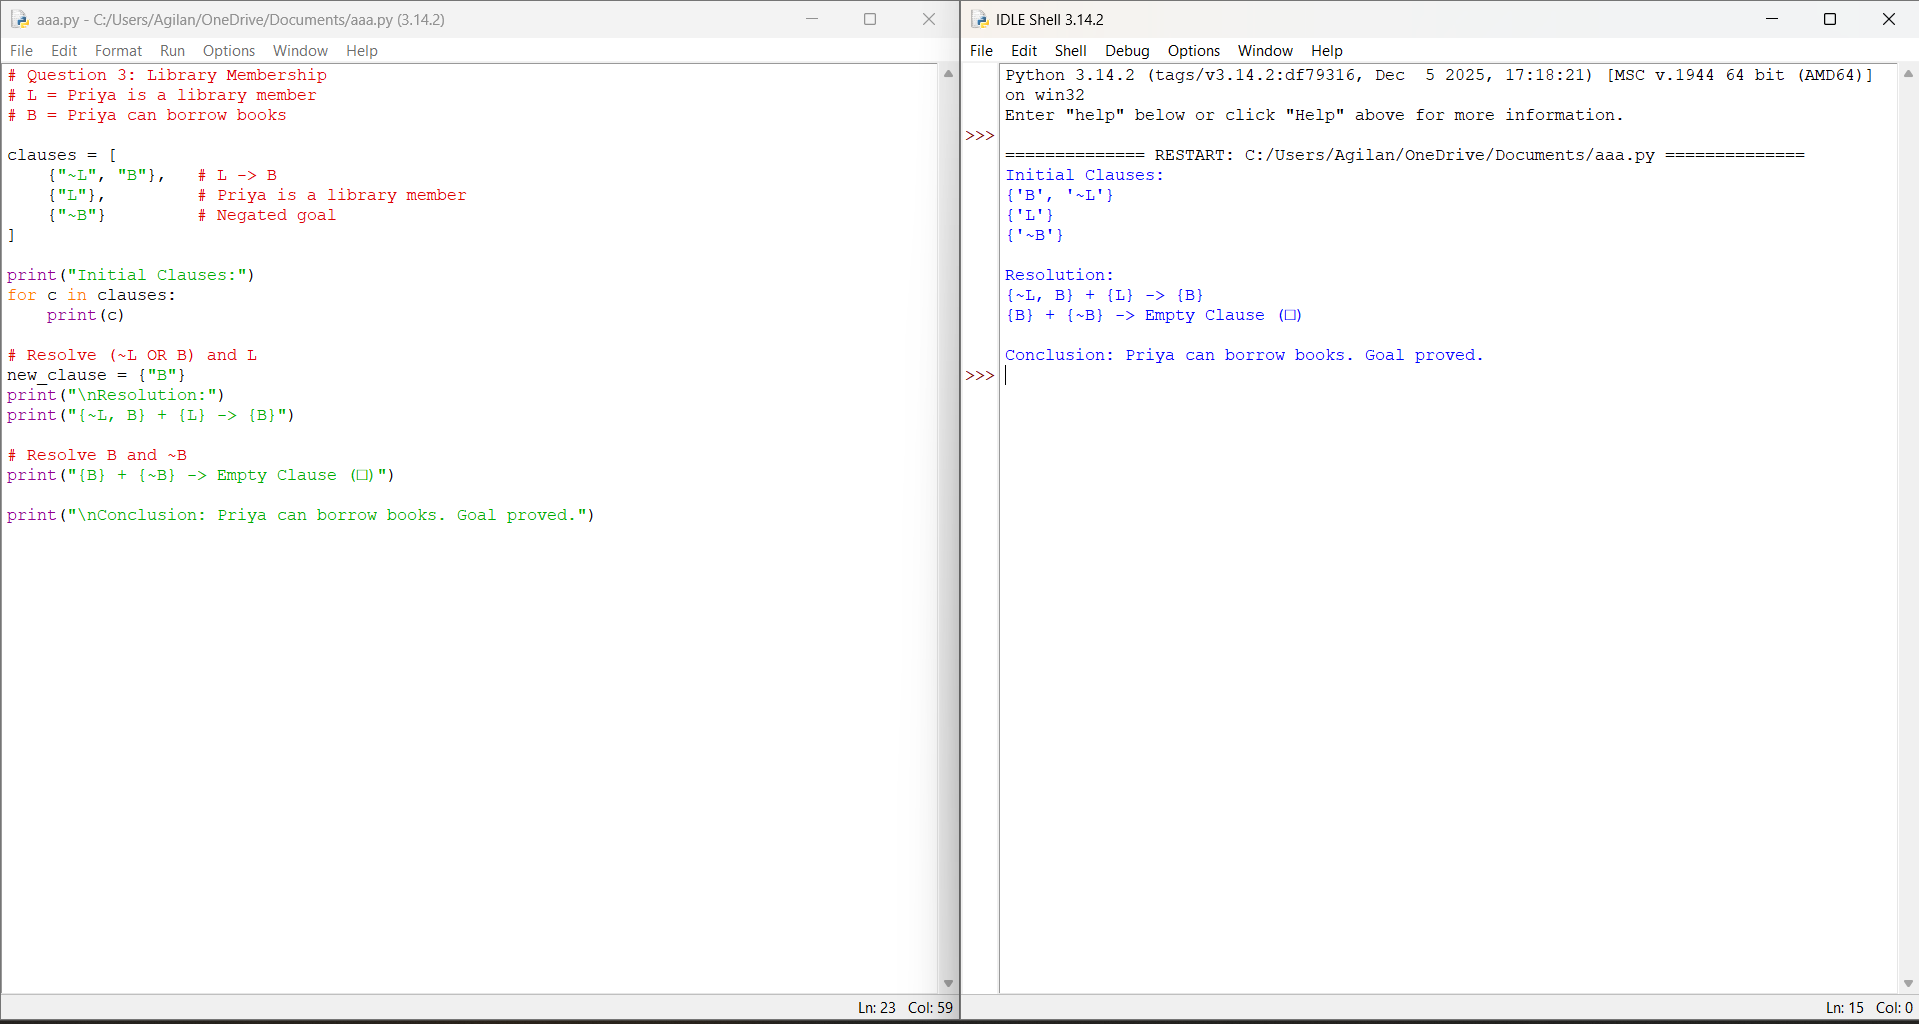 aaa.py - C:/Users/Agilan/OneDrive/Documents/aaa.py (3.14.2)
File Edit Format Run Options Window Help
# Question 3: Library Membership
# L = Priya is a library member
# B = Priya can borrow books

clauses = [
    {"~L", "B"},   # L -> B
    {"L"},         # Priya is a library member
    {"~B"}         # Negated goal
]

print("Initial Clauses:")
for c in clauses:
    print(c)

# Resolve (~L OR B) and L
new_clause = {"B"}
print("\nResolution:")
print("{~L, B} + {L} -> {B}")

# Resolve B and ~B
print("{B} + {~B} -> Empty Clause (□)")

print("\nConclusion: Priya can borrow books. Goal proved.")
Ln: 23 Col: 59
IDLE Shell 3.14.2
File Edit Shell Debug Options Window Help
Python 3.14.2 (tags/v3.14.2:df79316, Dec  5 2025, 17:18:21) [MSC v.1944 64 bit (AMD64)]
on win32
Enter "help" below or click "Help" above for more information.
>>>
============== RESTART: C:/Users/Agilan/OneDrive/Documents/aaa.py ==============
Initial Clauses:
{'B', '~L'}
{'L'}
{'~B'}

Resolution:
{~L, B} + {L} -> {B}
{B} + {~B} -> Empty Clause (□)

Conclusion: Priya can borrow books. Goal proved.
>>>
Ln: 15 Col: 0